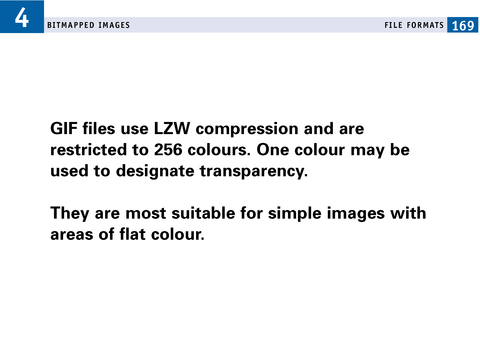 4
BITMAPPED IMAGES
FILE FORMATS 169
GIF files use LZW compression and are
restricted to 256 colours. One colour may be
used to designate transparency.
They are most suitable for simple images with
areas of flat colour.